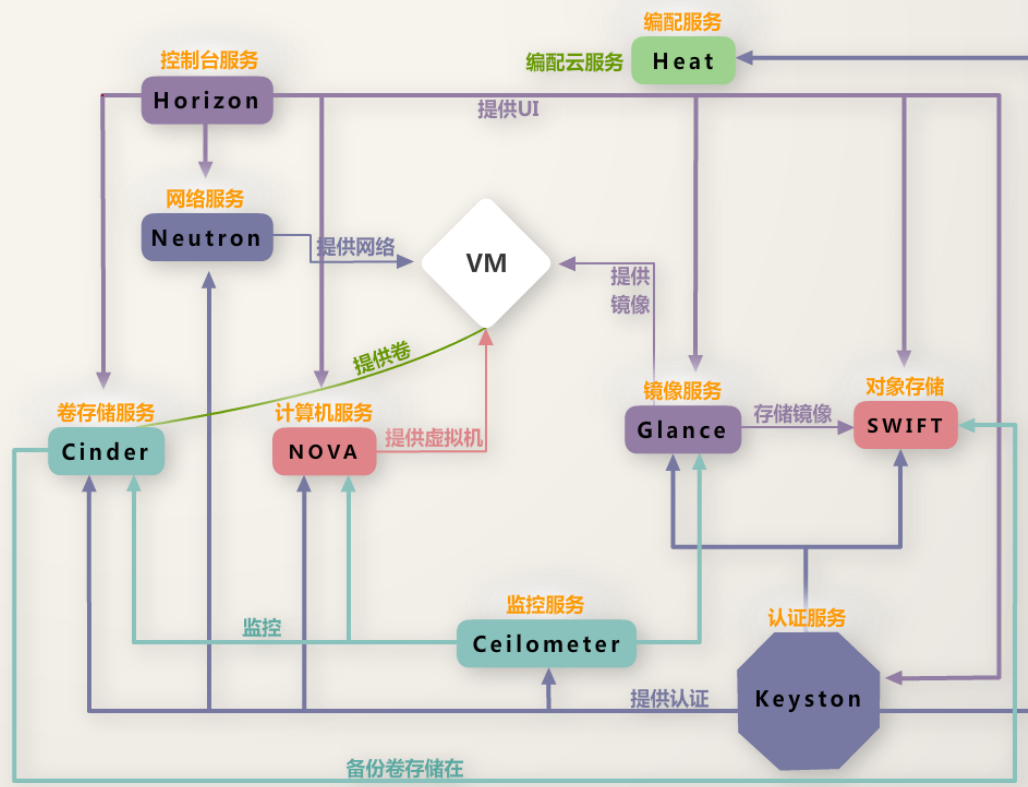 编配服务
编配云服务
Heat
控制台服务
Horizon
提供UI
网络服务
Neutron
提供网络
VM
提供
镜像
提供卷
卷存储服务
Cinder
计算机服务
NOVA
提供虚拟机
镜像服务
Glance
存储镜像
对象存储
SWIFT
监控服务
Ceilometer
监控
认证服务
Keyston
提供认证
备份卷存储在